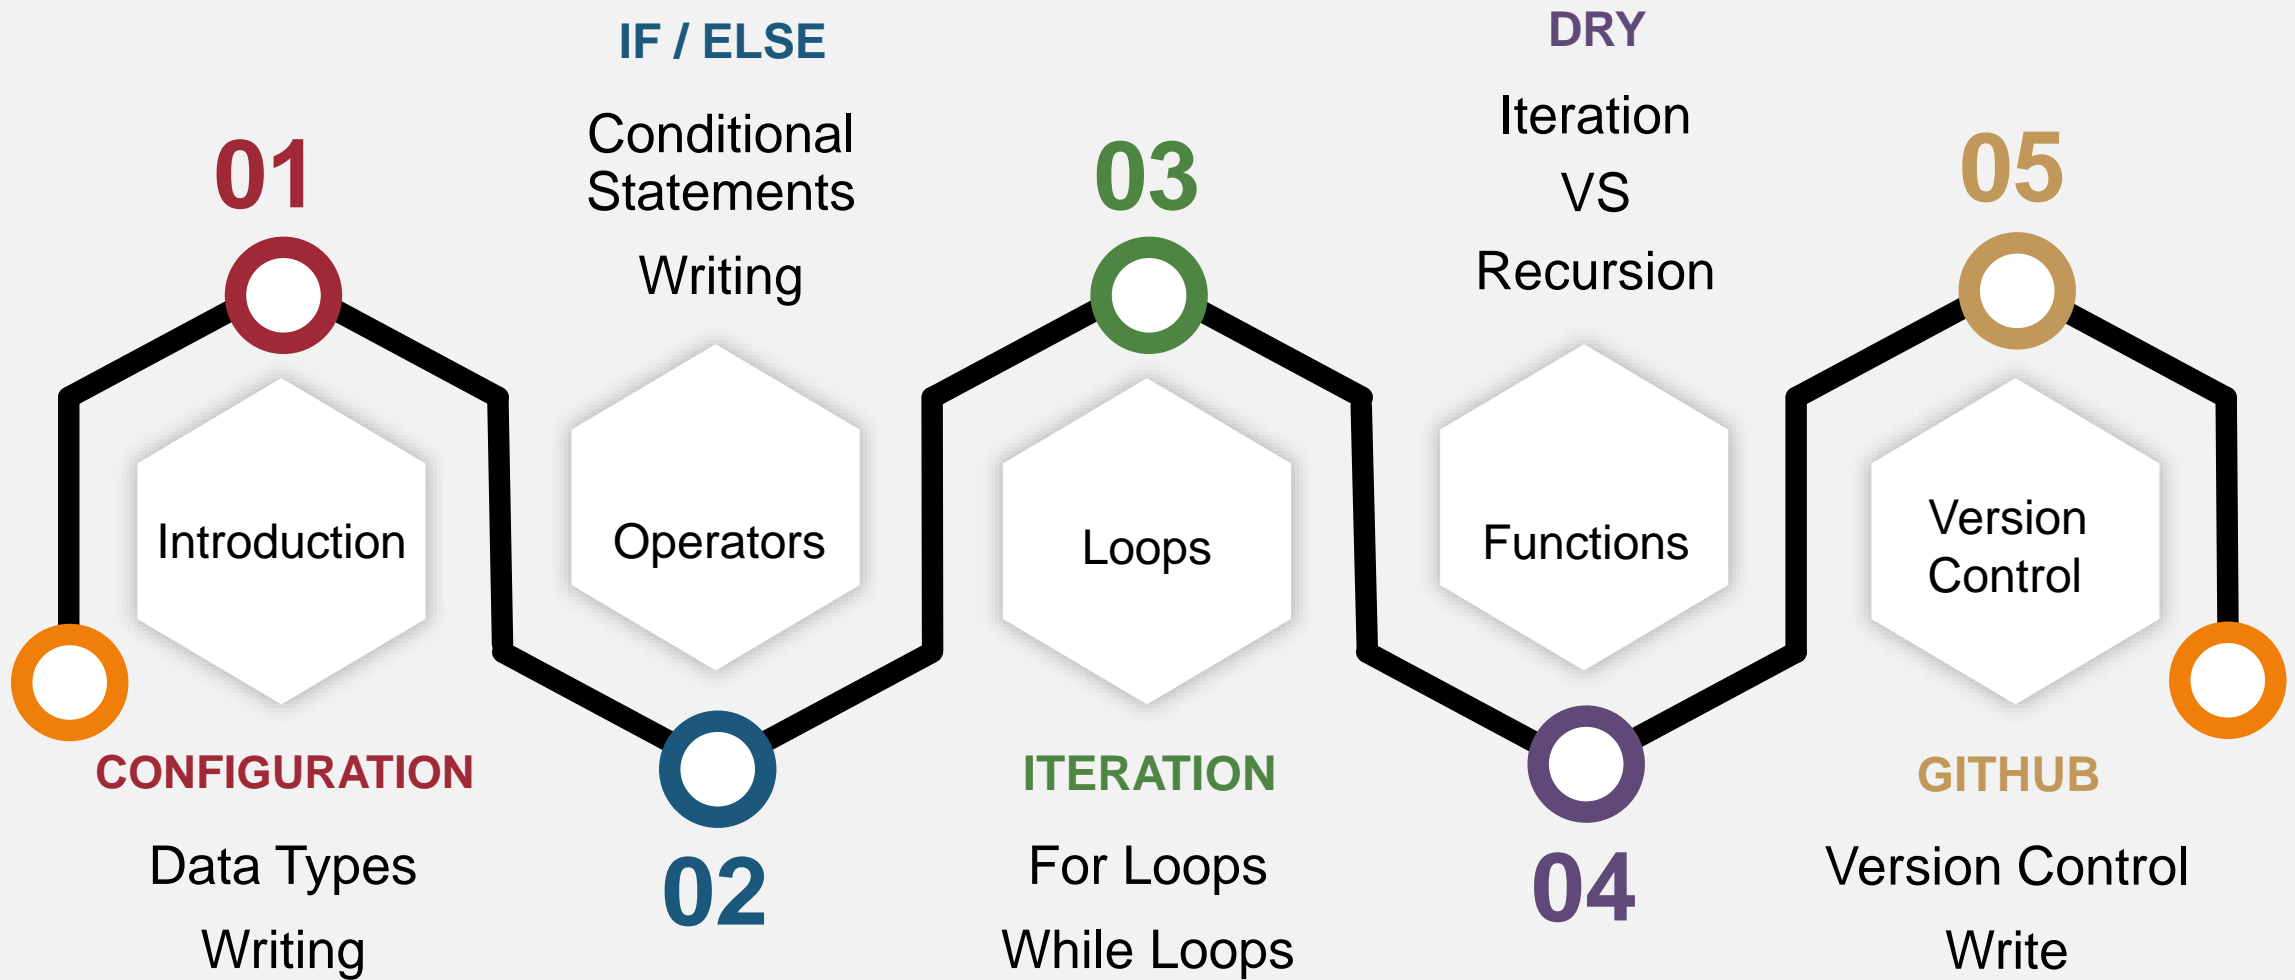 01
Introduction
CONFIGURATION
Data Types
Writing
IF / ELSE
Conditional
Statements
Writing
Operators
02
03
Loops
ITERATION
For Loops
While Loops
DRY
Iteration
VS
Recursion
Functions
04
05
Version
Control
GITHUB
Version Control
Write